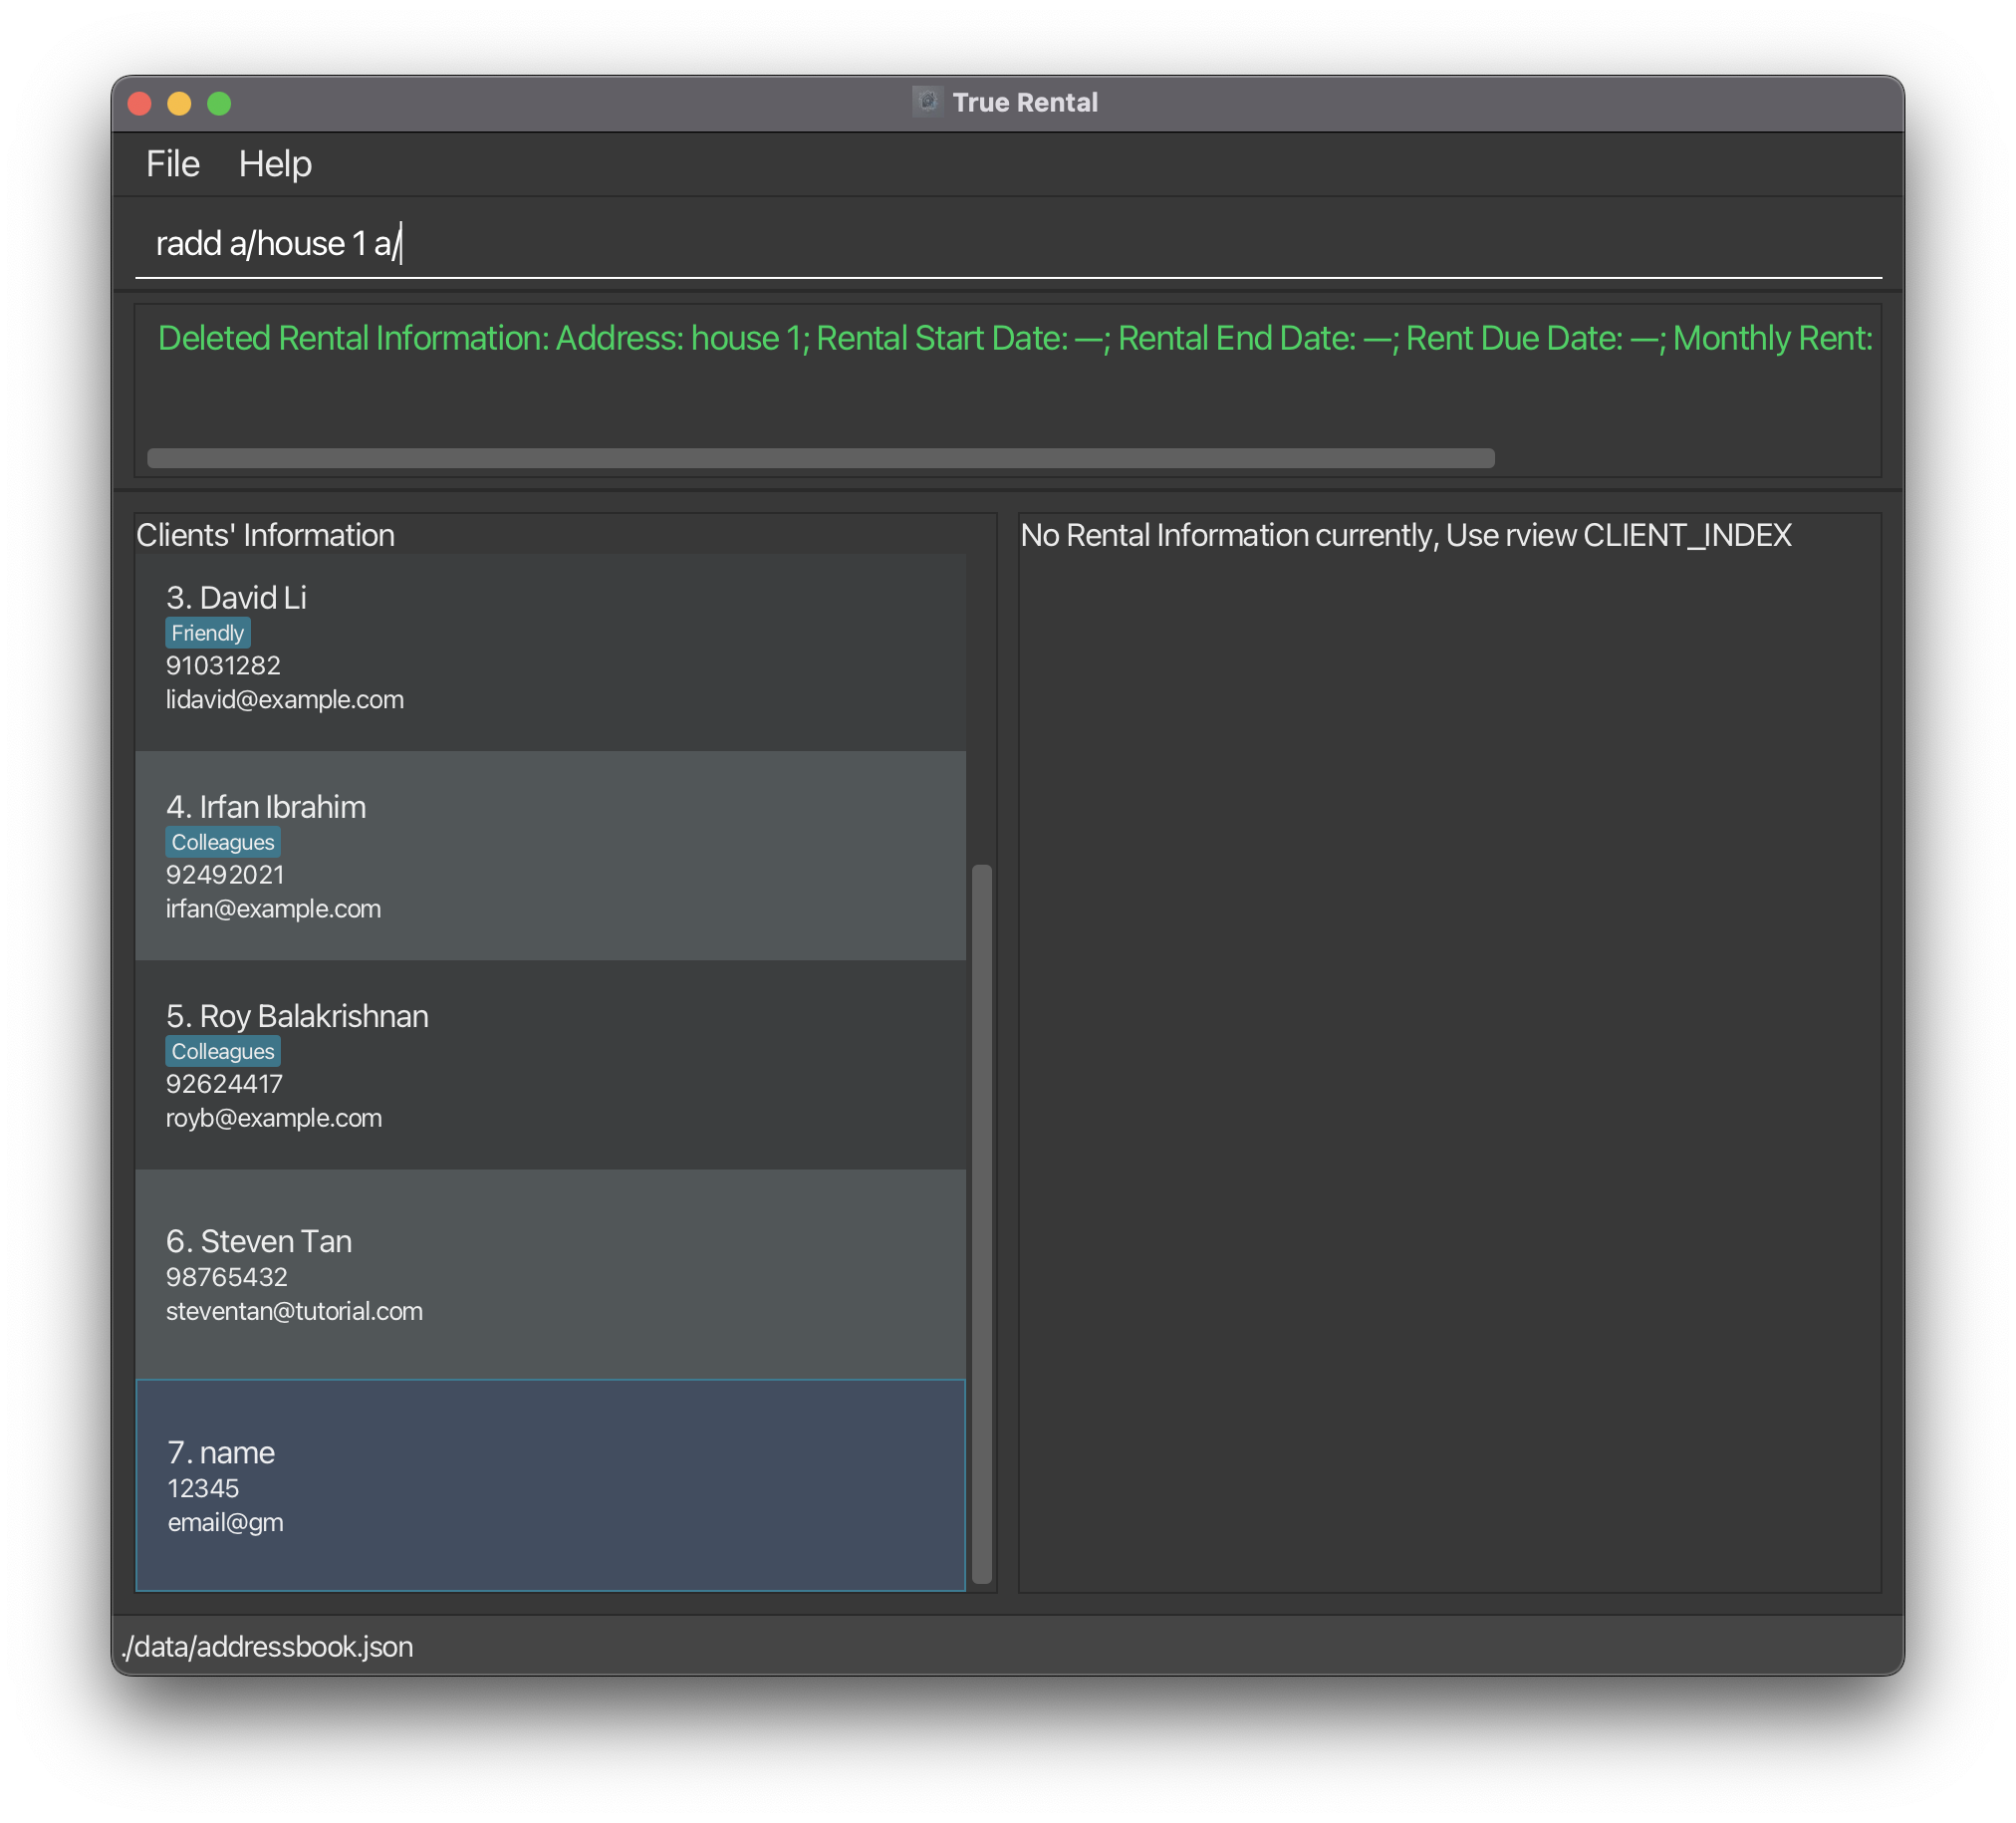 True Rental
File Help
radd a/house 1 a/
Deleted Rental Information: Address: house 1; Rental Start Date: —; Rental End Date: —; Rent Due Date: —; Monthly Rent:
Clients' Information
3. David Li
Friendly
91031282
lidavid@example.com
4. Irfan Ibrahim
Colleagues
92492021
irfan@example.com
5. Roy Balakrishnan
Colleagues
92624417
royb@example.com
6. Steven Tan
98765432
steventan@tutorial.com
7. name
12345
email@gm
No Rental Information currently, Use rview CLIENT_INDEX
./data/addressbook.json